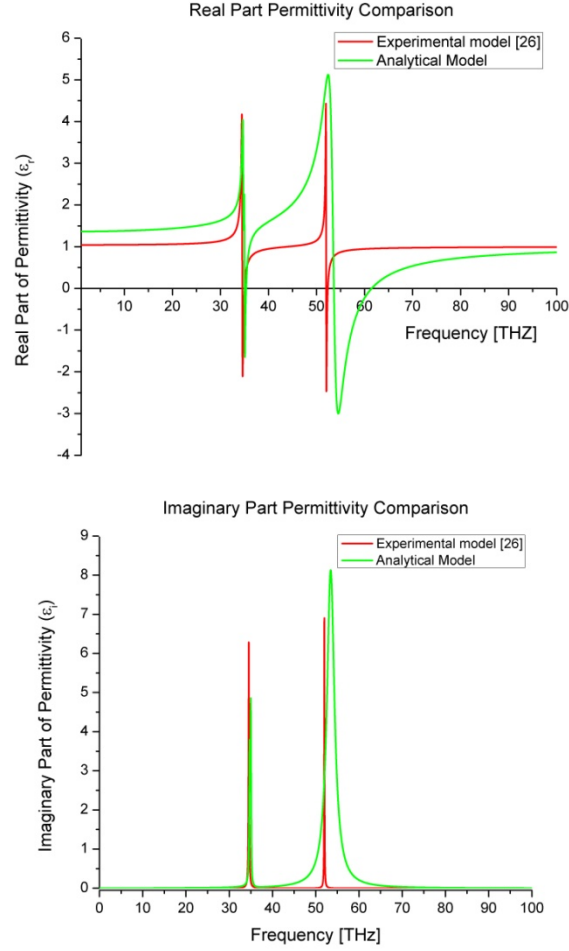 Real Part Permittivity Comparison
Experimental model [26]
Analytical Model
6
5
4
3
2
1
0
-1
-2
-3
-4
Real Part of Permittivity (εr)
10 20 30 40 50 60 70 80 90 100
Frequency [THZ]
Imaginary Part Permittivity Comparison
Experimental model [26]
Analytical Model
9
8
7
6
5
4
3
2
1
0
Imaginary Part of Permittivity (εi)
0 10 20 30 40 50 60 70 80 90 100
Frequency [THz]